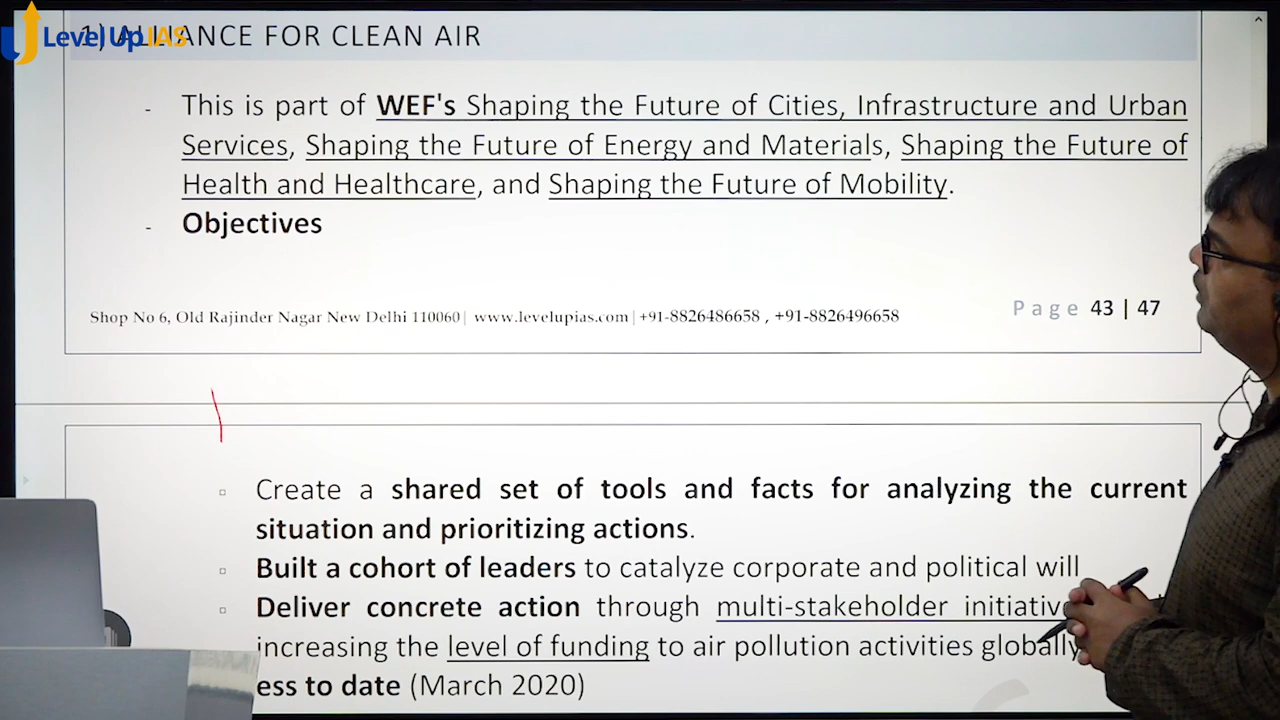 LevelUp IAS
1) ALLIANCE FOR CLEAN AIR
- This is part of WEF's Shaping the Future of Cities, Infrastructure and Urban
Services, Shaping the Future of Energy and Materials, Shaping the Future of
Health and Healthcare, and Shaping the Future of Mobility.
- Objectives
Shop No 6, Old Rajinder Nagar New Delhi 110060| www.levelupias.com | +91-8826486658 , +91-8826496658
Page 43 | 47
Create a shared set of tools and facts for analyzing the current
situation and prioritizing actions.
Built a cohort of leaders to catalyze corporate and political will
Deliver concrete action through multi-stakeholder
increasing the level of funding to air pollution activities globally
ess to date (March 2020)